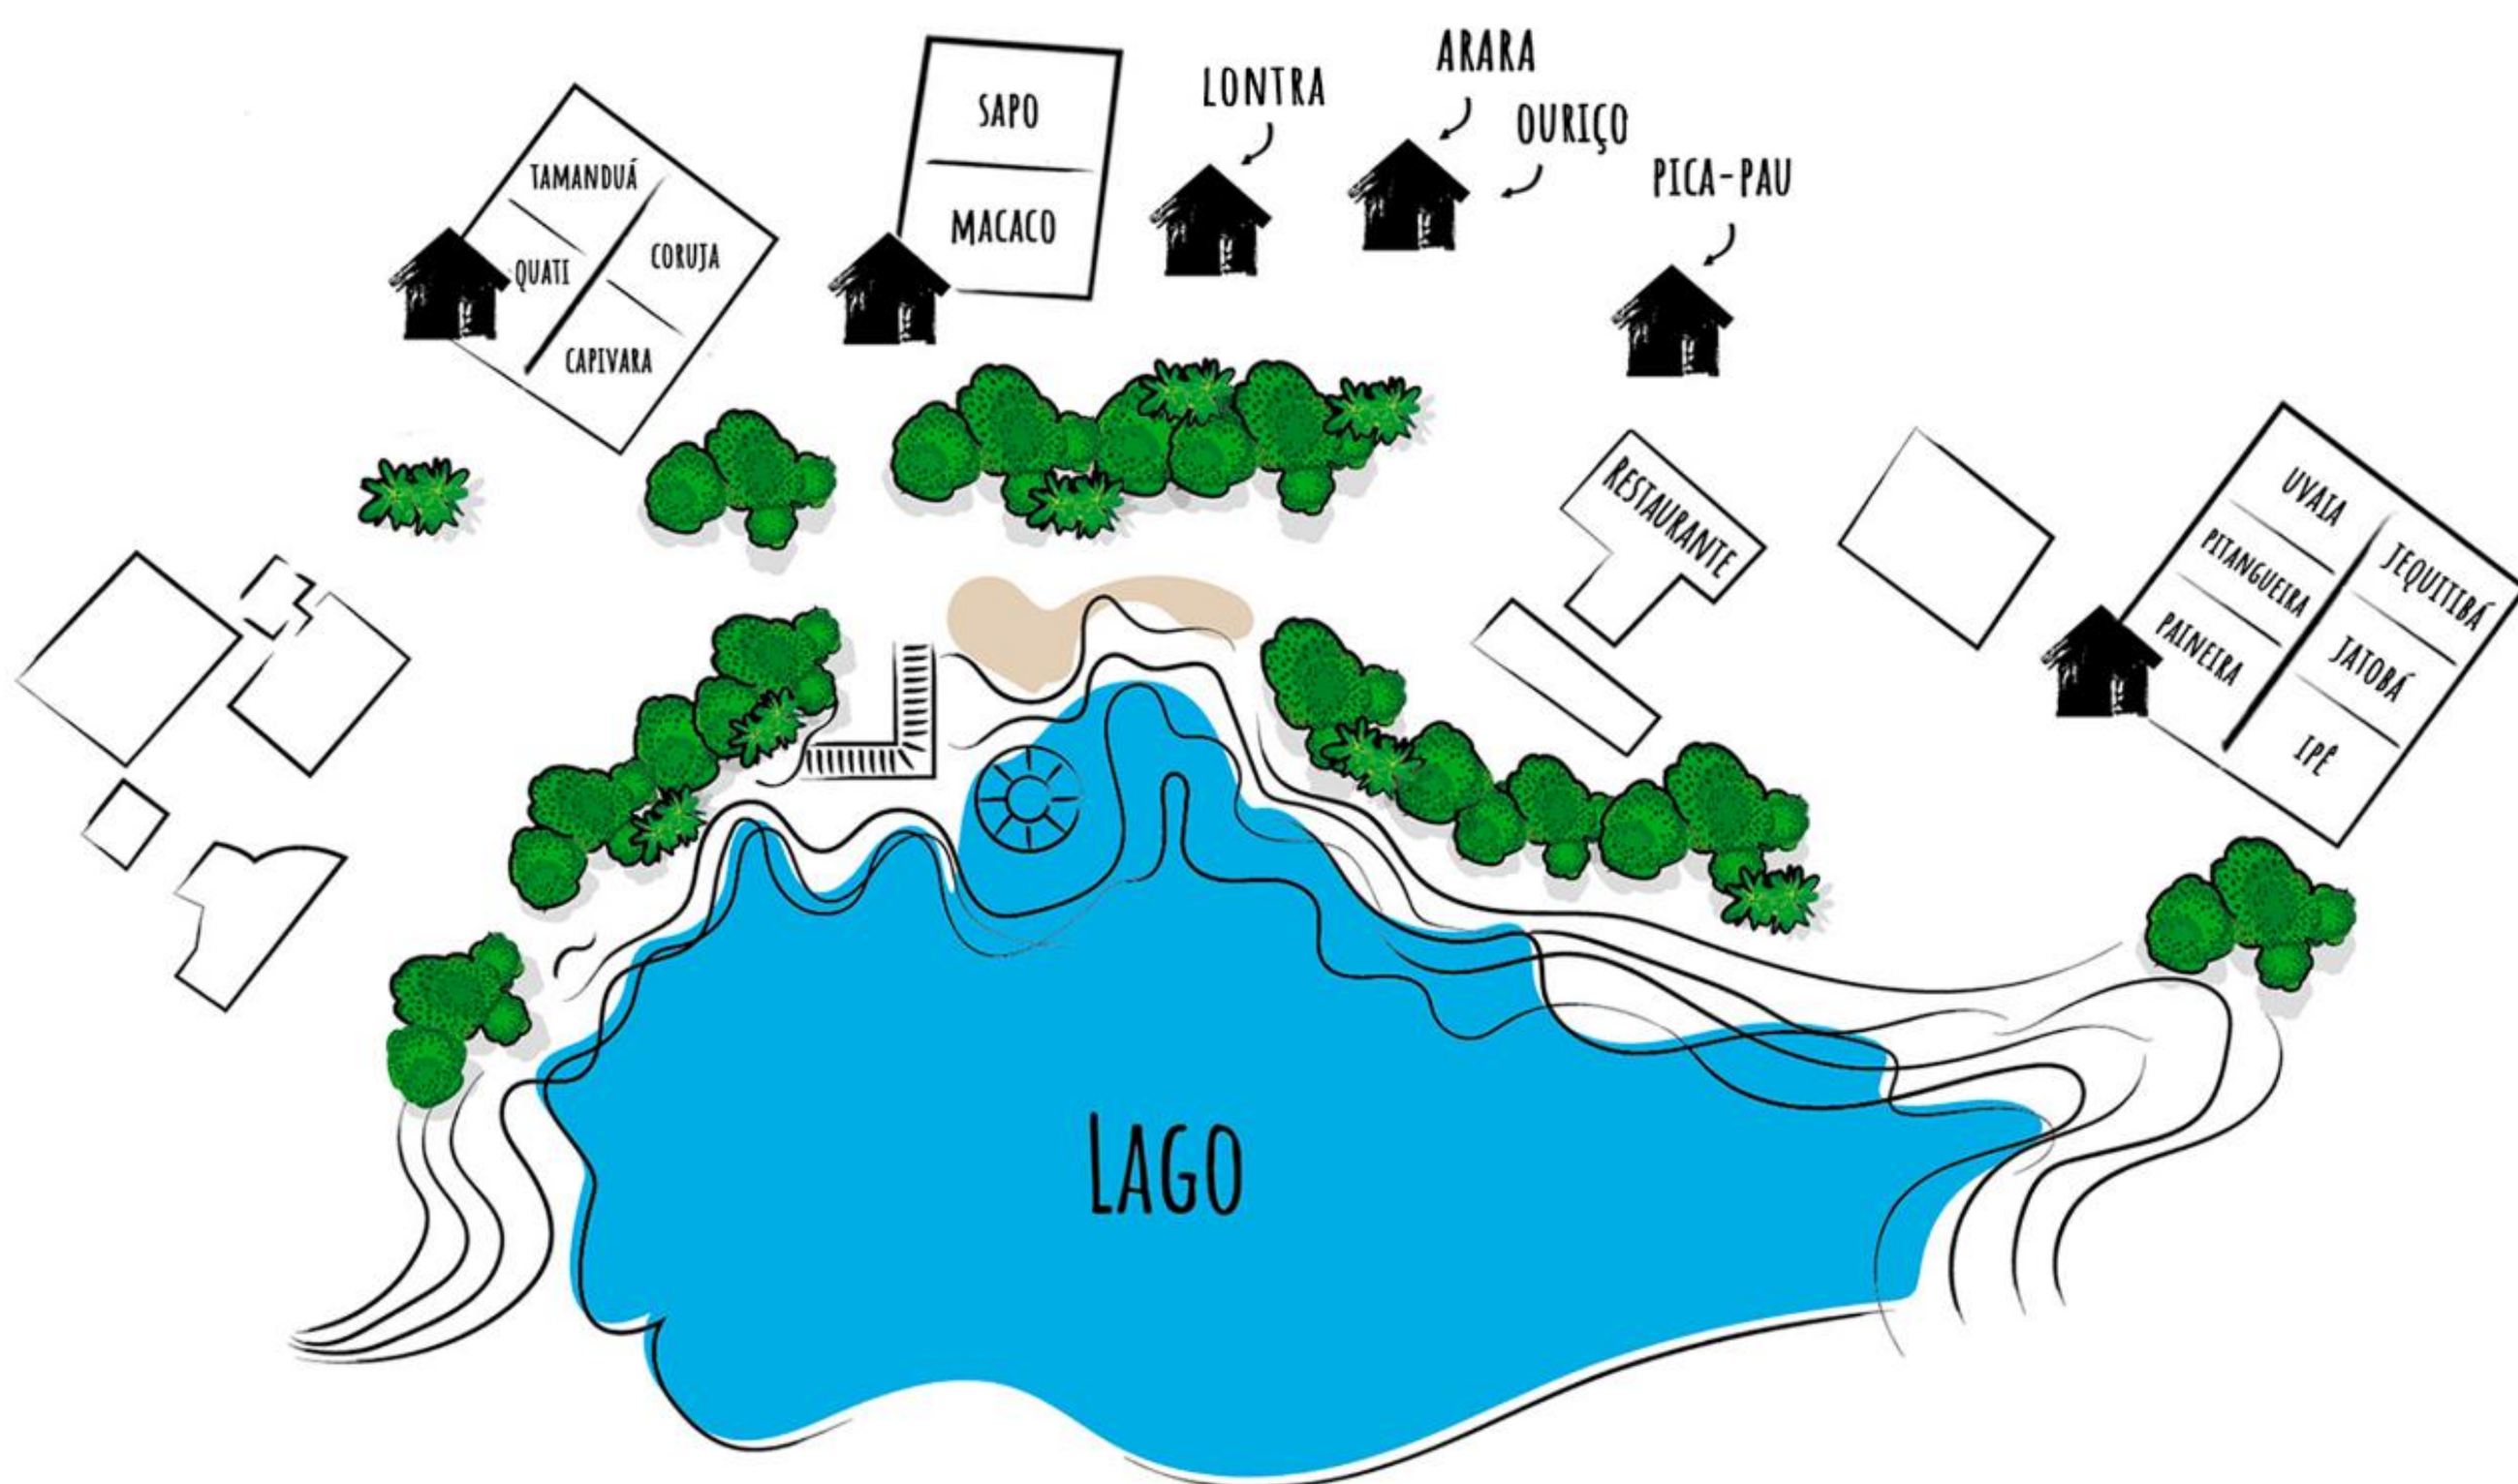 TAMANDUÁ
QUATI
CORUJA
CAPIVARA
SAPO
MACACO
LONTRA
ARARA
OURIÇO
PICA-PAU
RESTAURANTE
UVAIA
PITANGUEIRA
PAINEIRA
JEQUITIBÁ
JATOBÁ
IPÊ
LAGO